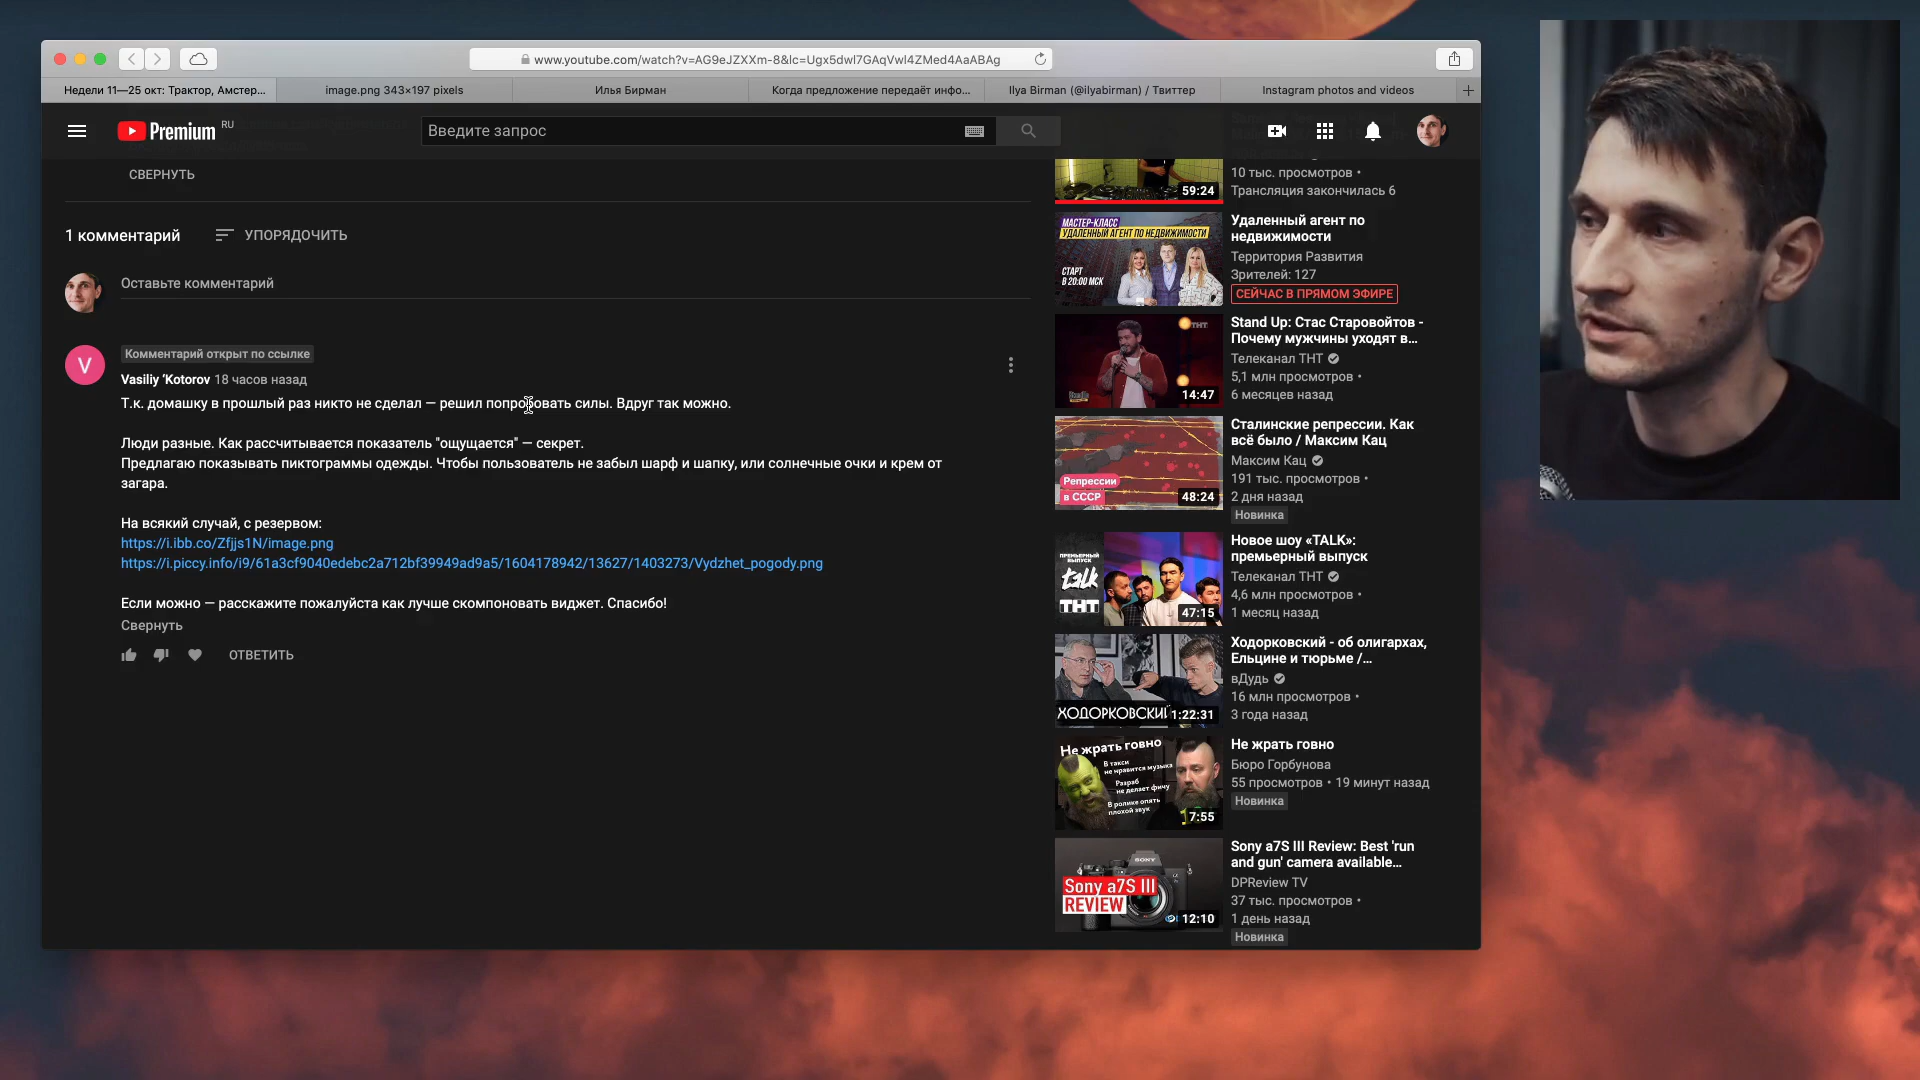 www.youtube.com/watch?v=AG9eJZXXm-8&lc=Ugx5dwl7GAqVwl4ZMed4AaABAg
Недели 11—25 окт: Трактор, Амстер...
image.png 343×197 pixels
Илья Бирман
Когда предложение передаёт инфо...
Ilya Birman (@ilyabirman) / Твиттер
Instagram photos and videos
Premium RU
Введите запрос
СВЕРНУТЬ
1 комментарий
УПОРЯДОЧИТЬ
Оставьте комментарий
V
Комментарий открыт по ссылке
Vasiliy 'Kotorov 18 часов назад
Т.к. домашку в прошлый раз никто не сделал — решил попробовать силы. Вдруг так можно.
Люди разные. Как рассчитывается показатель "ощущается" — секрет.
Предлагаю показывать пиктограммы одежды. Чтобы пользователь не забыл шарф и шапку, или солнечные очки и крем от
загара.
На всякий случай, с резервом:
https://i.ibb.co/Zfjjs1N/image.png
https://i.piccy.info/i9/61a3cf9040edebc2a712bf39949ad9a5/1604178942/13627/1403273/Vydzhet_pogody.png
Если можно — расскажите пожалуйста как лучше скомпоновать виджет. Спасибо!
Свернуть
ОТВЕТИТЬ
59:24
10 тыс. просмотров •
Трансляция закончилась 6
МАСТЕР-КЛАСС
УДАЛЕННЫЙ АГЕНТ ПО НЕДВИЖИМОСТИ
СТАРТ
В 20:00 МСК
Удаленный агент по
недвижимости
Территория Развития
Зрителей: 127
СЕЙЧАС В ПРЯМОМ ЭФИРЕ
ТНТ
14:47
Stand Up: Стас Старовойтов -
Почему мужчины уходят в...
Телеканал ТНТ
5,1 млн просмотров •
6 месяцев назад
Репрессии
в СССР
48:24
Сталинские репрессии. Как
всё было / Максим Кац
Максим Кац
191 тыс. просмотров •
2 дня назад
Новинка
ПРЕМЬЕРНЫЙ
ВЫПУСК
talk
ТНТ
47:15
Новое шоу «TALK»:
премьерный выпуск
Телеканал ТНТ
4,6 млн просмотров •
1 месяц назад
ХОДОРКОВСКИЙ
1:22:31
Ходорковский - об олигархах,
Ельцине и тюрьме /...
вДудь
16 млн просмотров •
3 года назад
Не жрать говно
В такси
не нравится музыка
Разраб
не делает фичу
В ролике опять
плохой звук
7:55
Не жрать говно
Бюро Горбунова
55 просмотров • 19 минут назад
Новинка
SONY
Sony a7S III
REVIEW
12:10
Sony a7S III Review: Best 'run
and gun' camera available...
DPReview TV
37 тыс. просмотров •
1 день назад
Новинка